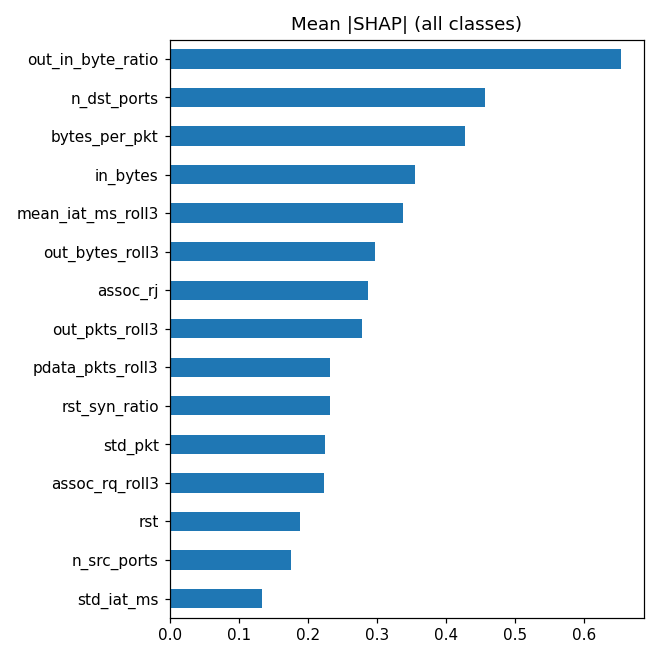 Mean |SHAP| (all classes)
out_in_byte_ratio
n_dst_ports
bytes_per_pkt
in_bytes
mean_iat_ms_roll3
out_bytes_roll3
assoc_rj
out_pkts_roll3
pdata_pkts_roll3
rst_syn_ratio
std_pkt
assoc_rq_roll3
rst
n_src_ports
std_iat_ms
0.0 0.1 0.2 0.3 0.4 0.5 0.6